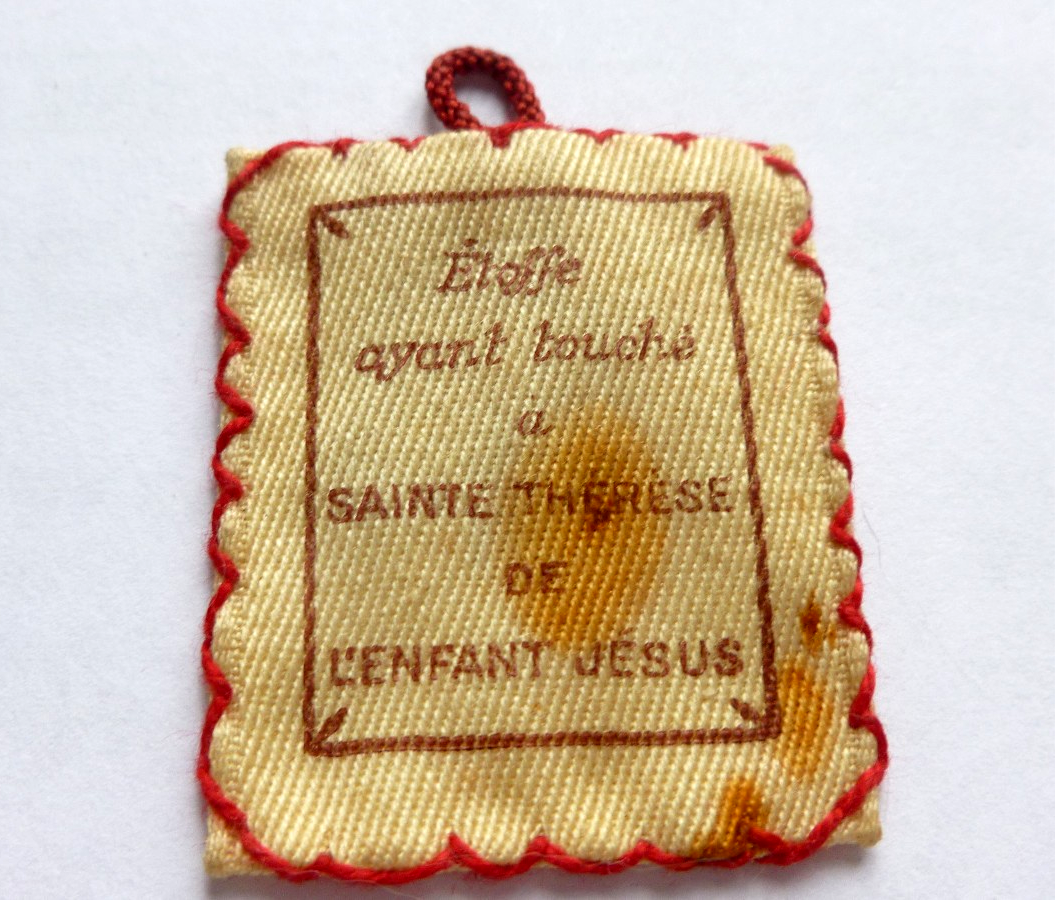 Étoffe
ayant touché
a
SAINTE THÉRÈSE
DE
L'ENFANT JÉSUS